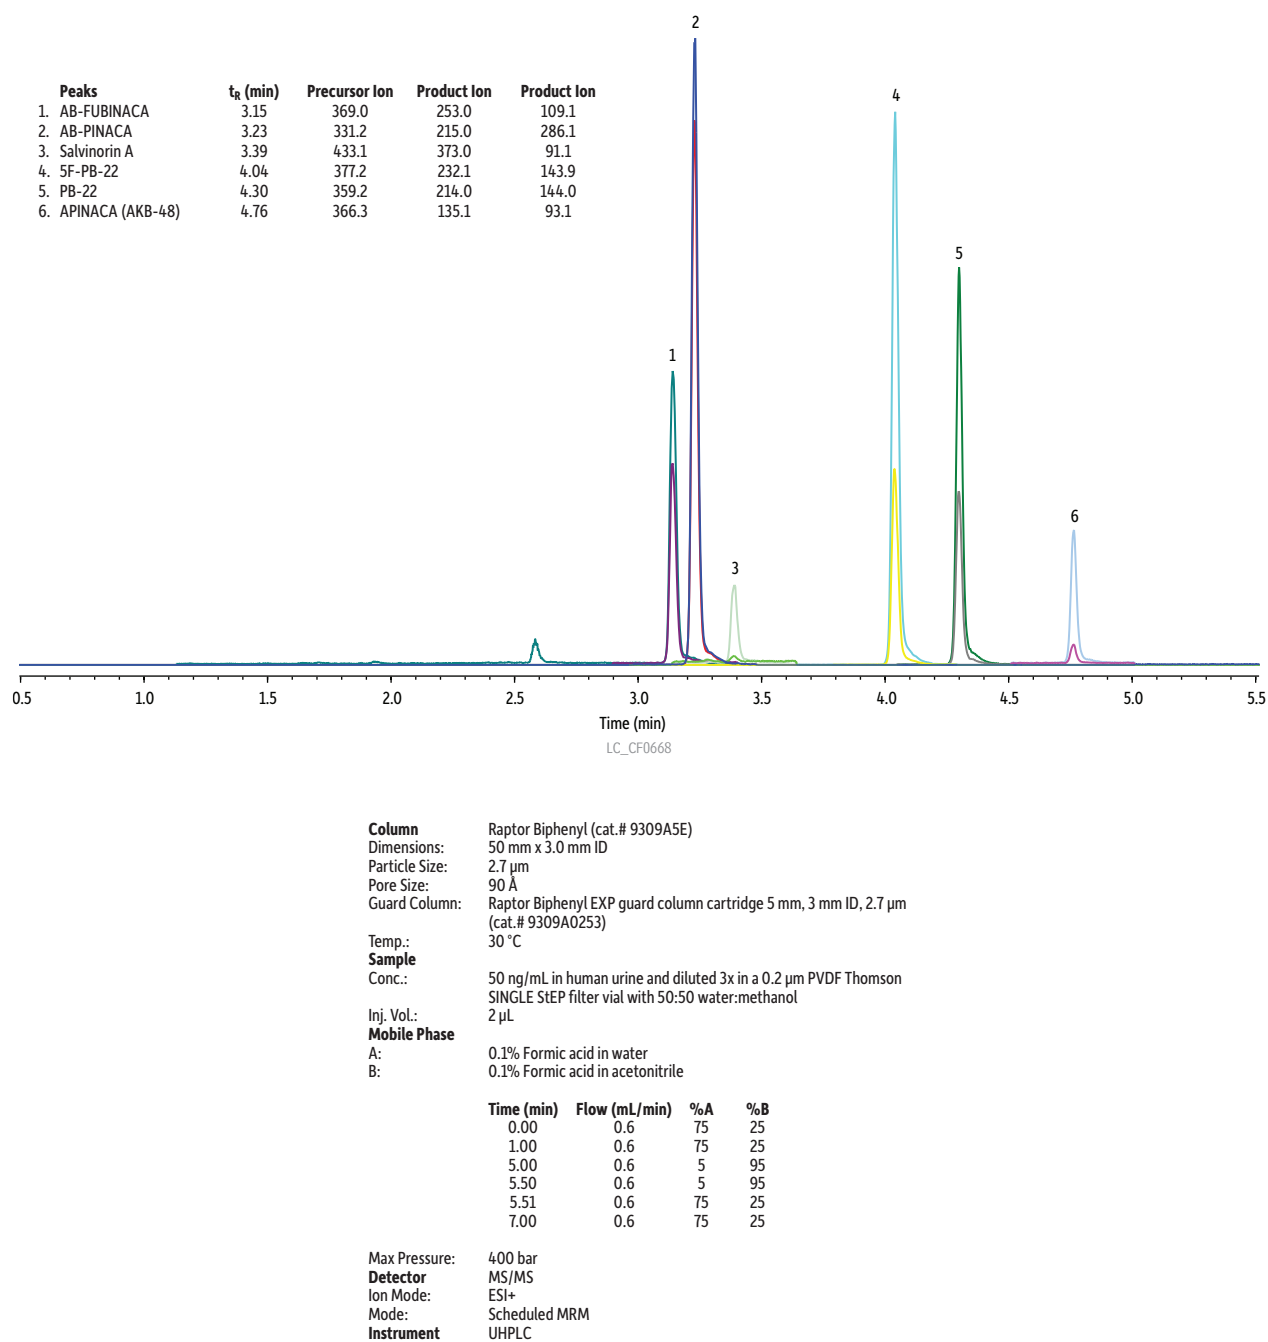 2
4
Peaks tR (min) Precursor Ion Product Ion Product Ion
1. AB-FUBINACA 3.15 369.0 253.0 109.1
2. AB-PINACA 3.23 331.2 215.0 286.1
3. Salvinorin A 3.39 433.1 373.0 91.1
4. 5F-PB-22 4.04 377.2 232.1 143.9
5. PB-22 4.30 359.2 214.0 144.0
6. APINACA (AKB-48) 4.76 366.3 135.1 93.1
5
1
6
3
0.5 1.0 1.5 2.0 2.5 3.0 3.5 4.0 4.5 5.0 5.5
Time (min)
LC_CF0668
Column Raptor Biphenyl (cat.# 9309A5E)
Dimensions: 50 mm x 3.0 mm ID
Particle Size: 2.7 µm
Pore Size: 90 Å
Guard Column: Raptor Biphenyl EXP guard column cartridge 5 mm, 3 mm ID, 2.7 µm
(cat.# 9309A0253)
Temp.: 30 °C
Sample
Conc.: 50 ng/mL in human urine and diluted 3x in a 0.2 µm PVDF Thomson
SINGLE StEP filter vial with 50:50 water:methanol
Inj. Vol.: 2 µL
Mobile Phase
A: 0.1% Formic acid in water
B: 0.1% Formic acid in acetonitrile
Time (min) Flow (mL/min) %A %B
0.00 0.6 75 25
1.00 0.6 75 25
5.00 0.6 5 95
5.50 0.6 5 95
5.51 0.6 75 25
7.00 0.6 75 25
Max Pressure: 400 bar
Detector MS/MS
Ion Mode: ESI+
Mode: Scheduled MRM
Instrument UHPLC